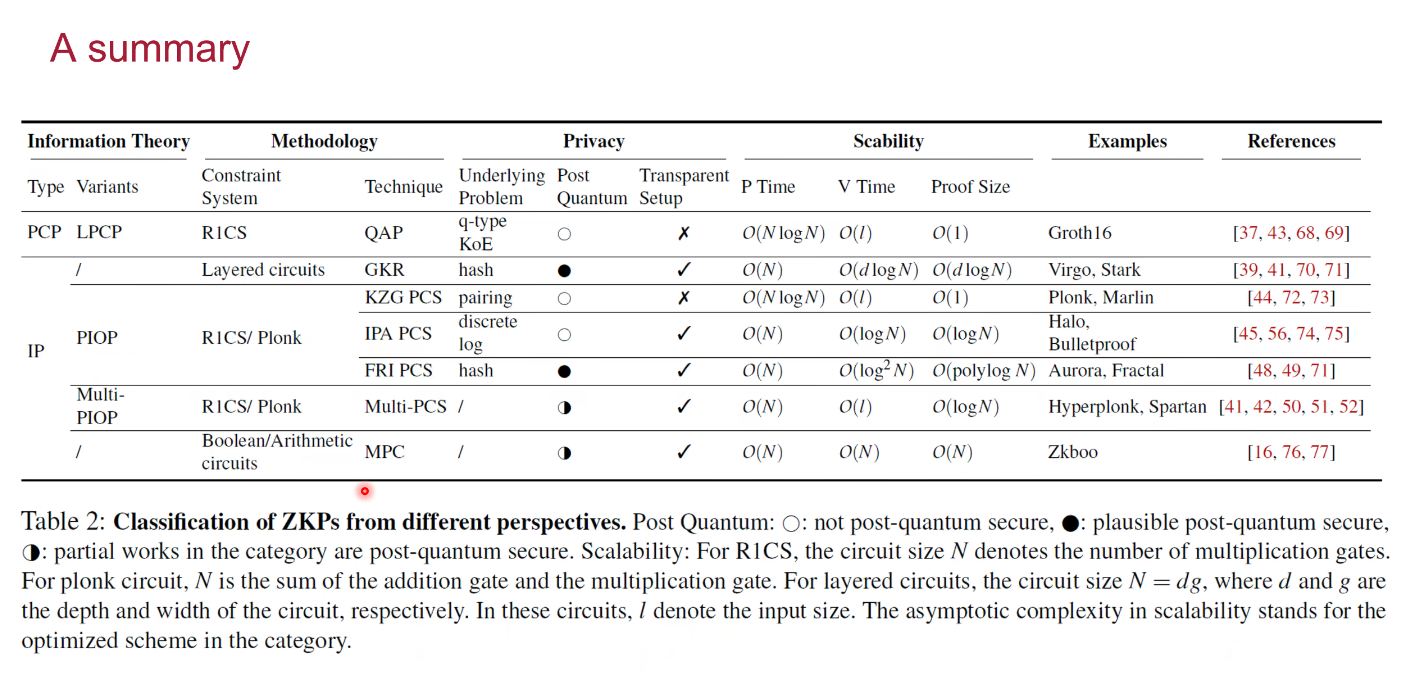 A summary
Information Theory Methodology Privacy Scability Examples References
Type Variants Constraint System Technique Underlying Problem Post Quantum Transparent Setup P Time V Time Proof Size
PCP LPCP R1CS QAP q-type KoE ○ ✗ O(N log N) O(l) O(1) Groth16 [37, 43, 68, 69]
IP
/ Layered circuits GKR hash ● ✓ O(N) O(d log N) O(d log N) Virgo, Stark [39, 41, 70, 71]
PIOP R1CS/ Plonk
KZG PCS pairing ○ ✗ O(N log N) O(l) O(1) Plonk, Marlin [44, 72, 73]
IPA PCS discrete log ○ ✓ O(N) O(log N) O(log N) Halo, Bulletproof [45, 56, 74, 75]
FRI PCS hash ● ✓ O(N) O(log² N) O(polylog N) Aurora, Fractal [48, 49, 71]
Multi-PIOP R1CS/ Plonk Multi-PCS / ◑ ✓ O(N) O(l) O(log N) Hyperplonk, Spartan [41, 42, 50, 51, 52]
/ Boolean/Arithmetic circuits MPC / ◑ ✓ O(N) O(N) O(N) Zkboo [16, 76, 77]
Table 2: Classification of ZKPs from different perspectives. Post Quantum: ○: not post-quantum secure, ●: plausible post-quantum secure,
◑: partial works in the category are post-quantum secure. Scalability: For R1CS, the circuit size N denotes the number of multiplication gates.
For plonk circuit, N is the sum of the addition gate and the multiplication gate. For layered circuits, the circuit size N = dg, where d and g are
the depth and width of the circuit, respectively. In these circuits, l denote the input size. The asymptotic complexity in scalability stands for the
optimized scheme in the category.